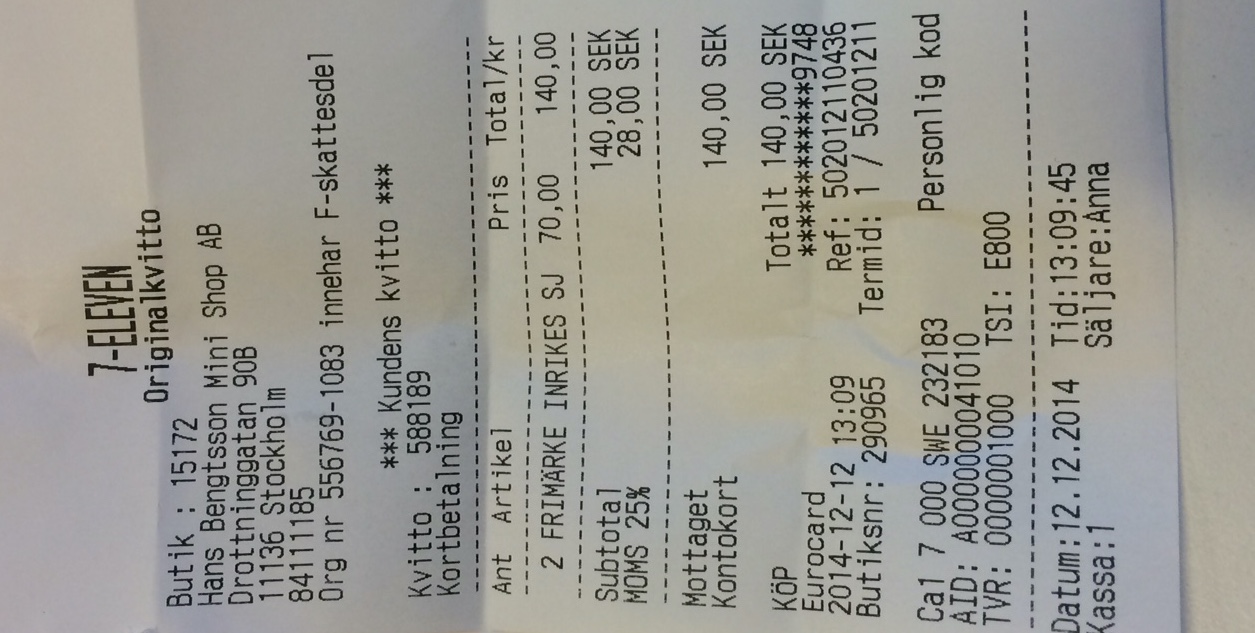 7-ELEVEN
Originalkvitto
Butik : 15172
Hans Bengtsson Mini Shop AB
Drottninggatan 90B
11136 Stockholm
84111185
Org nr 556769-1083 innehar F-skattesdel
*** Kundens kvitto ***
Kvitto : 588189
Kortbetalning
Ant Artikel Pris Total/kr
2 FRIMÄRKE INRIKES SJ 70,00 140,00
Subtotal 140,00 SEK
MOMS 25% 28,00 SEK
Mottaget
Kontokort 140,00 SEK
KÖP Totalt 140,00 SEK
Eurocard ************9748
2014-12-12 13:09 Ref: 502012110436
Butiksnr: 290965 Termid: 1 / 50201211
Ca1 7 000 SWE 232183 Personlig kod
AID: A0000000041010
TVR: 0000001000 TSI: E800
Datum:12.12.2014 Tid:13:09:45
Kassa:1 Säljare:Anna